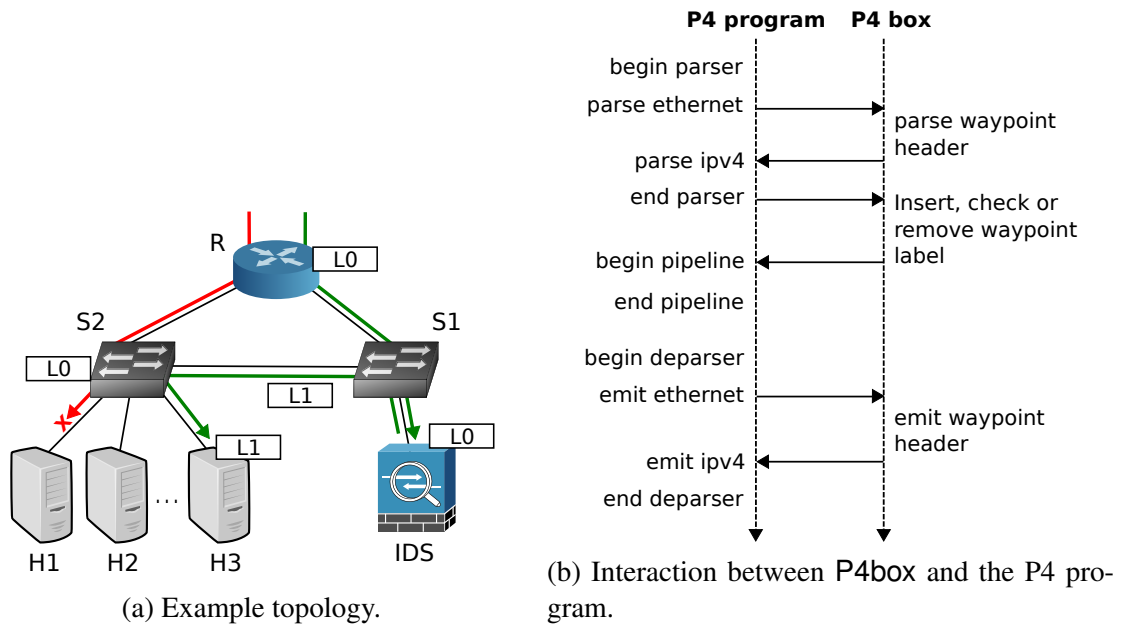 R
L0
S2
S1
L0
L1
L0
L1
H1
H2
...
H3
IDS
(a) Example topology.
P4 program
P4 box
begin parser
parse ethernet
parse waypoint
header
parse ipv4
end parser
Insert, check or
remove waypoint
label
begin pipeline
end pipeline
begin deparser
emit ethernet
emit waypoint
header
emit ipv4
end deparser
(b) Interaction between P4box and the P4 pro-
gram.